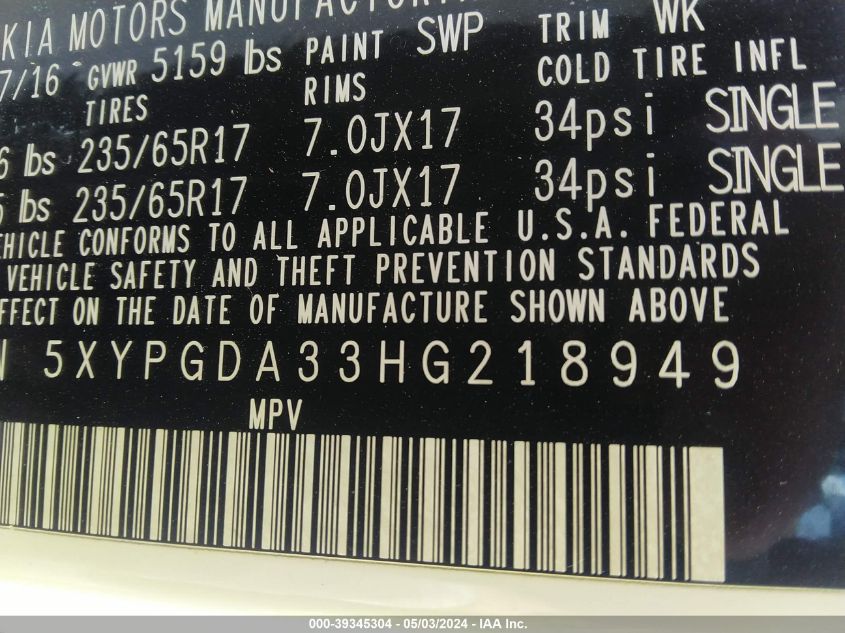 KIA MOTORS MANUFACTUR
7/16 GVWR 5159 lbs PAINT SWP TRIM WK
TIRES RIMS COLD TIRE INFL
6 lbs 235/65R17 7.0JX17 34psi SINGLE
5 lbs 235/65R17 7.0JX17 34psi SINGLE
EHICLE CONFORMS TO ALL APPLICABLE U.S.A. FEDERAL
VEHICLE SAFETY AND THEFT PREVENTION STANDARDS
EFFECT ON THE DATE OF MANUFACTURE SHOWN ABOVE
N 5XYPGDA33HG218949
MPV
000-39345304 - 05/03/2024 - IAA Inc.